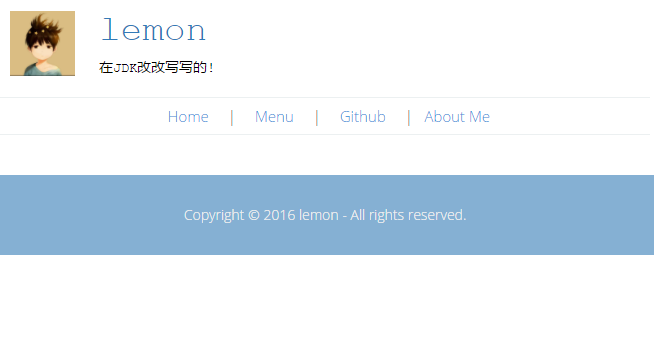 lemon
在JDK改改写写的!
Home | Menu | Github | About Me
Copyright © 2016 lemon - All rights reserved.